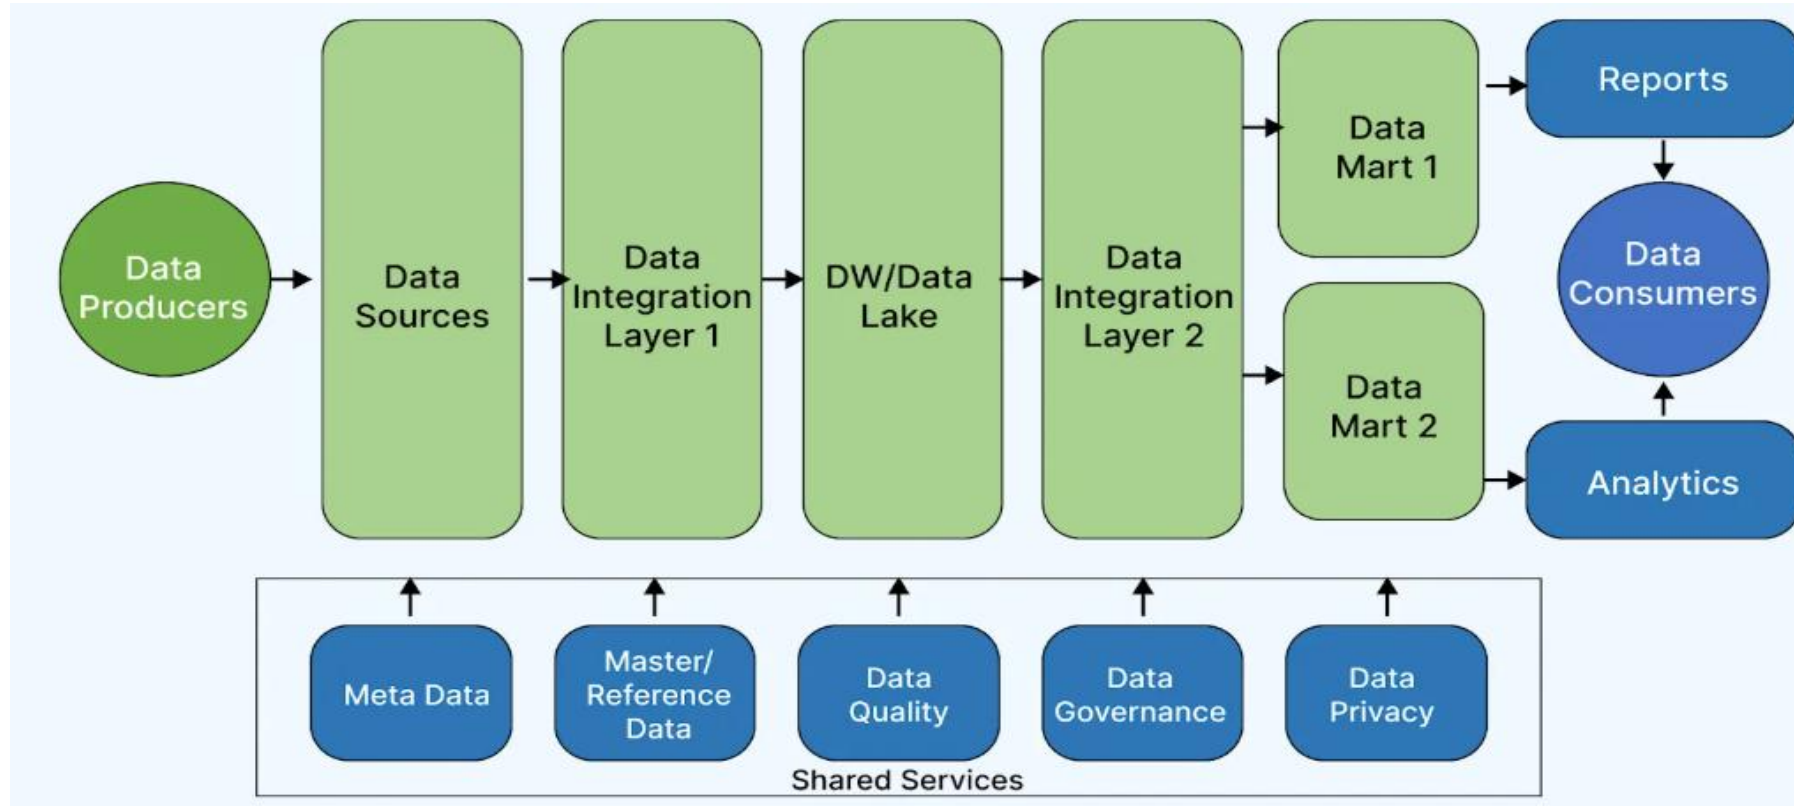 Data
Producers
Data
Sources
Data
Integration
Layer 1
DW/Data
Lake
Data
Integration
Layer 2
Data
Mart 1
Data
Mart 2
Reports
Data
Consumers
Analytics
Meta Data
Master/
Reference
Data
Data
Quality
Data
Governance
Data
Privacy
Shared Services